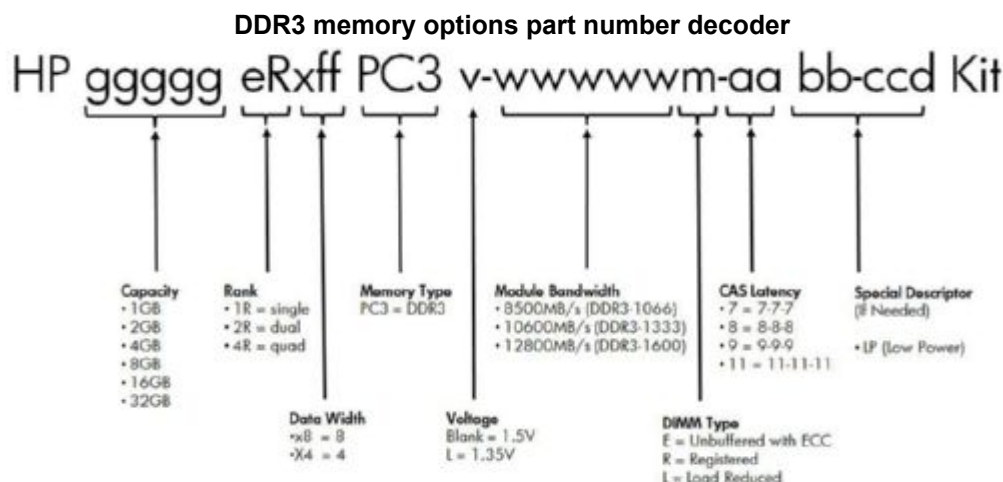 DDR3 memory options part number decoder
HP ggggg eRxff PC3 v-wwwwwm-aa bb-ccd Kit
Capacity
• 1GB
• 2GB
• 4GB
• 8GB
• 16GB
• 32GB
Rank
• 1R = single
• 2R = dual
• 4R = quad
Memory Type
PC3 = DDR3
Module Bandwidth
• 8500MB/s (DDR3-1066)
• 10600MB/s (DDR3-1333)
• 12800MB/s (DDR3-1600)
CAS Latency
• 7 = 7-7-7
• 8 = 8-8-8
• 9 = 9-9-9
• 11 = 11-11-11
Special Descriptor
(If Needed)
• LP (Low Power)
Data Width
•x8 = 8
•X4 = 4
Voltage
Blank = 1.5V
L = 1.35V
DIMM Type
E = Unbuffered with ECC
R = Registered
L = Load Reduced